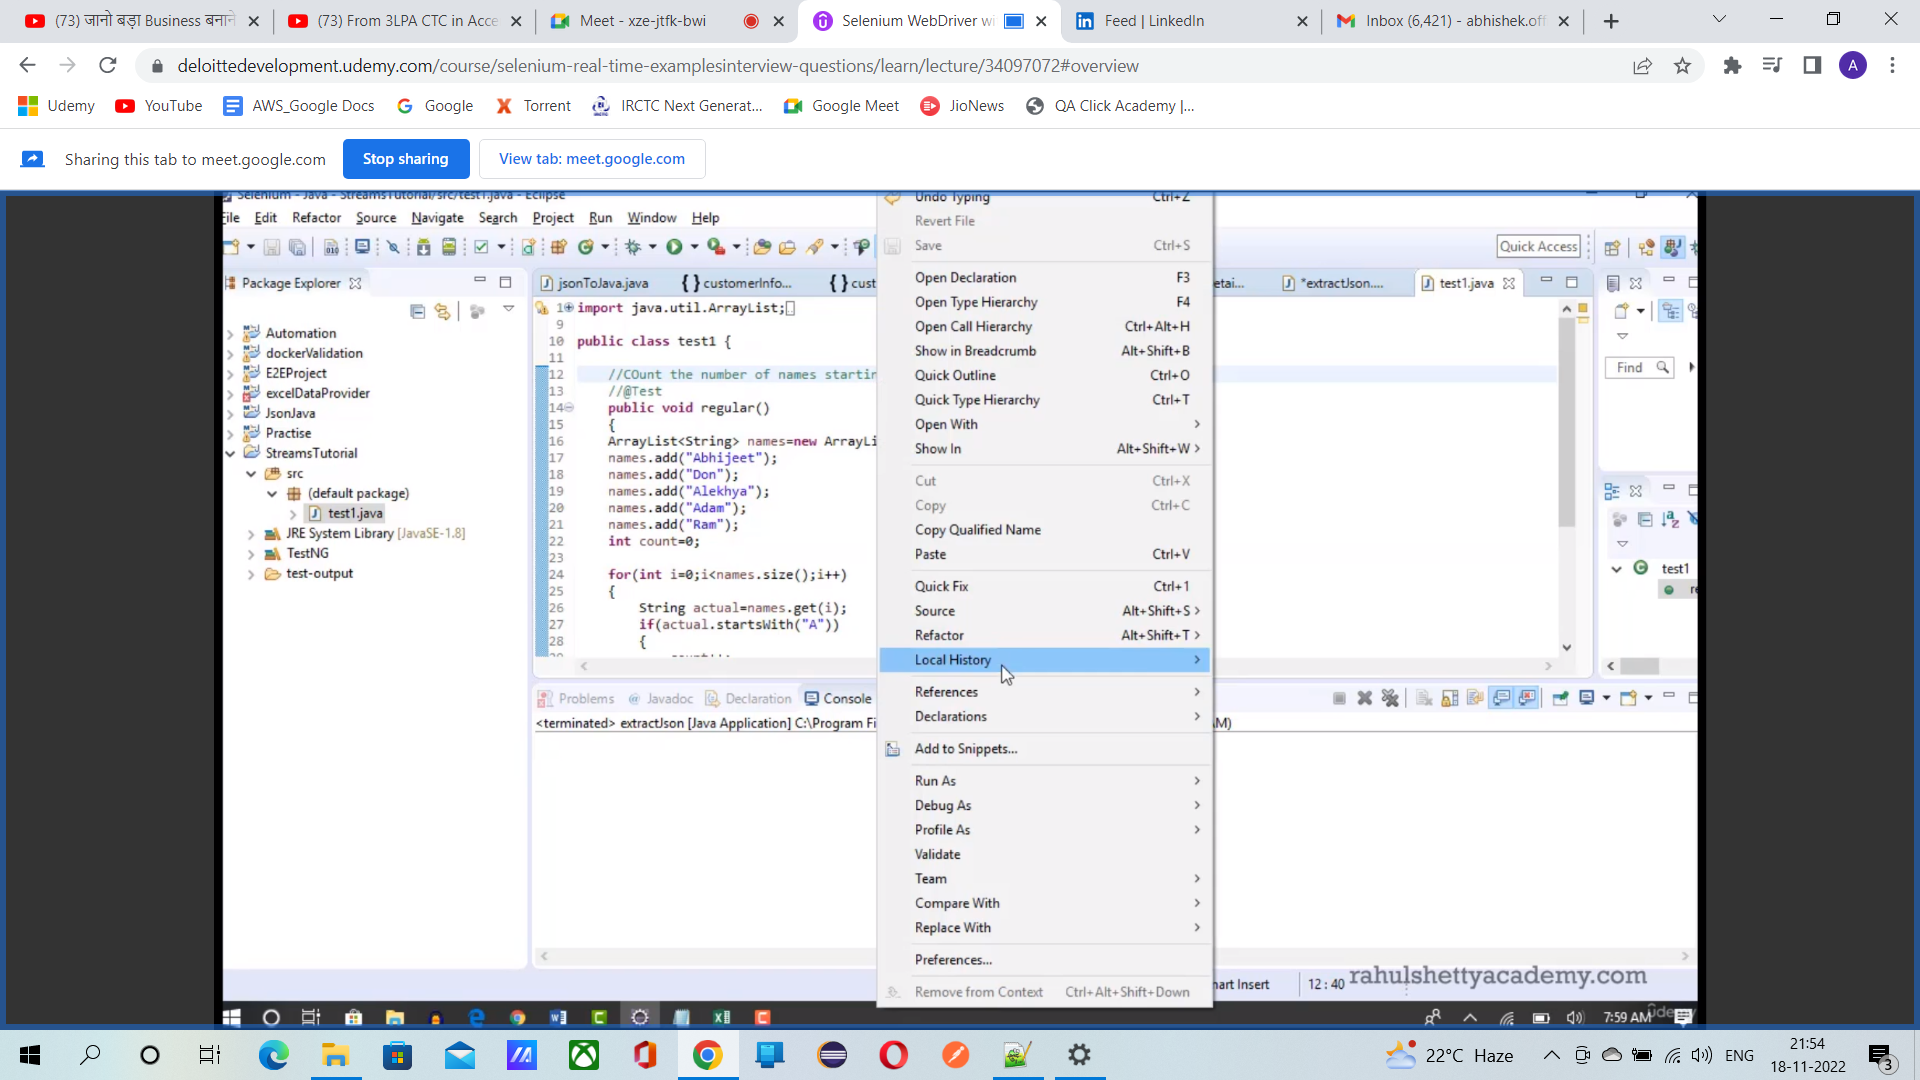 (73) जानो बड़ा Business बनाने
(73) From 3LPA CTC in Acce
Meet - xze-jtfk-bwi
Selenium WebDriver wi
Feed | LinkedIn
Inbox (6,421) - abhishek.off
deloittedevelopment.udemy.com/course/selenium-real-time-examplesinterview-questions/learn/lecture/34097072#overview
A
Udemy
YouTube
AWS_Google Docs
Google
Torrent
IRCTC Next Generat...
Google Meet
JioNews
QA Click Academy |...
Sharing this tab to meet.google.com
Stop sharing
View tab: meet.google.com
Selenium - Java - StreamsTutorial/src/test1.java - Eclipse
File Edit Refactor Source Navigate Search Project Run Window Help
Quick Access
Package Explorer
jsonToJava.java
customerInfo...
cust
etai...
*extractJson....
test1.java
Automation
dockerValidation
E2EProject
excelDataProvider
JsonJava
Practise
StreamsTutorial
src
(default package)
test1.java
JRE System Library [JavaSE-1.8]
TestNG
test-output
1 import java.util.ArrayList;
9
10 public class test1 {
11
12 //COunt the number of names startin
13 //@Test
14 public void regular()
15 {
16 ArrayList<String> names=new ArrayLi
17 names.add("Abhijeet");
18 names.add("Don");
19 names.add("Alekhya");
20 names.add("Adam");
21 names.add("Ram");
22 int count=0;
23
24 for(int i=0;i<names.size();i++)
25 {
26 String actual=names.get(i);
27 if(actual.startsWith("A"))
28 {
Undo Typing Ctrl+Z
Revert File
Save Ctrl+S
Open Declaration F3
Open Type Hierarchy F4
Open Call Hierarchy Ctrl+Alt+H
Show in Breadcrumb Alt+Shift+B
Quick Outline Ctrl+O
Quick Type Hierarchy Ctrl+T
Open With
Show In Alt+Shift+W
Cut Ctrl+X
Copy Ctrl+C
Copy Qualified Name
Paste Ctrl+V
Quick Fix Ctrl+1
Source Alt+Shift+S
Refactor Alt+Shift+T
Local History
References
Declarations
Add to Snippets...
Run As
Debug As
Profile As
Validate
Team
Compare With
Replace With
Preferences...
Remove from Context Ctrl+Alt+Shift+Down
Find
test1
re
Problems @ Javadoc Declaration Console
<terminated> extractJson [Java Application] C:\Program Fi
AM)
nart Insert
12 : 40
rahulshettyacademy.com
7:59 AM
Udemy
22°C Haze
ENG
21:54
18-11-2022
3